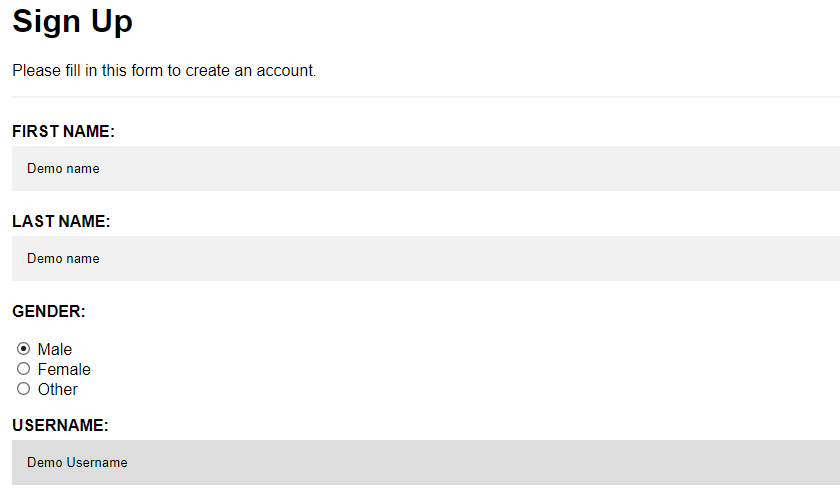 Sign Up
Please fill in this form to create an account.
FIRST NAME:
Demo name
LAST NAME:
Demo name
GENDER:
Male
Female
Other
USERNAME:
Demo Username